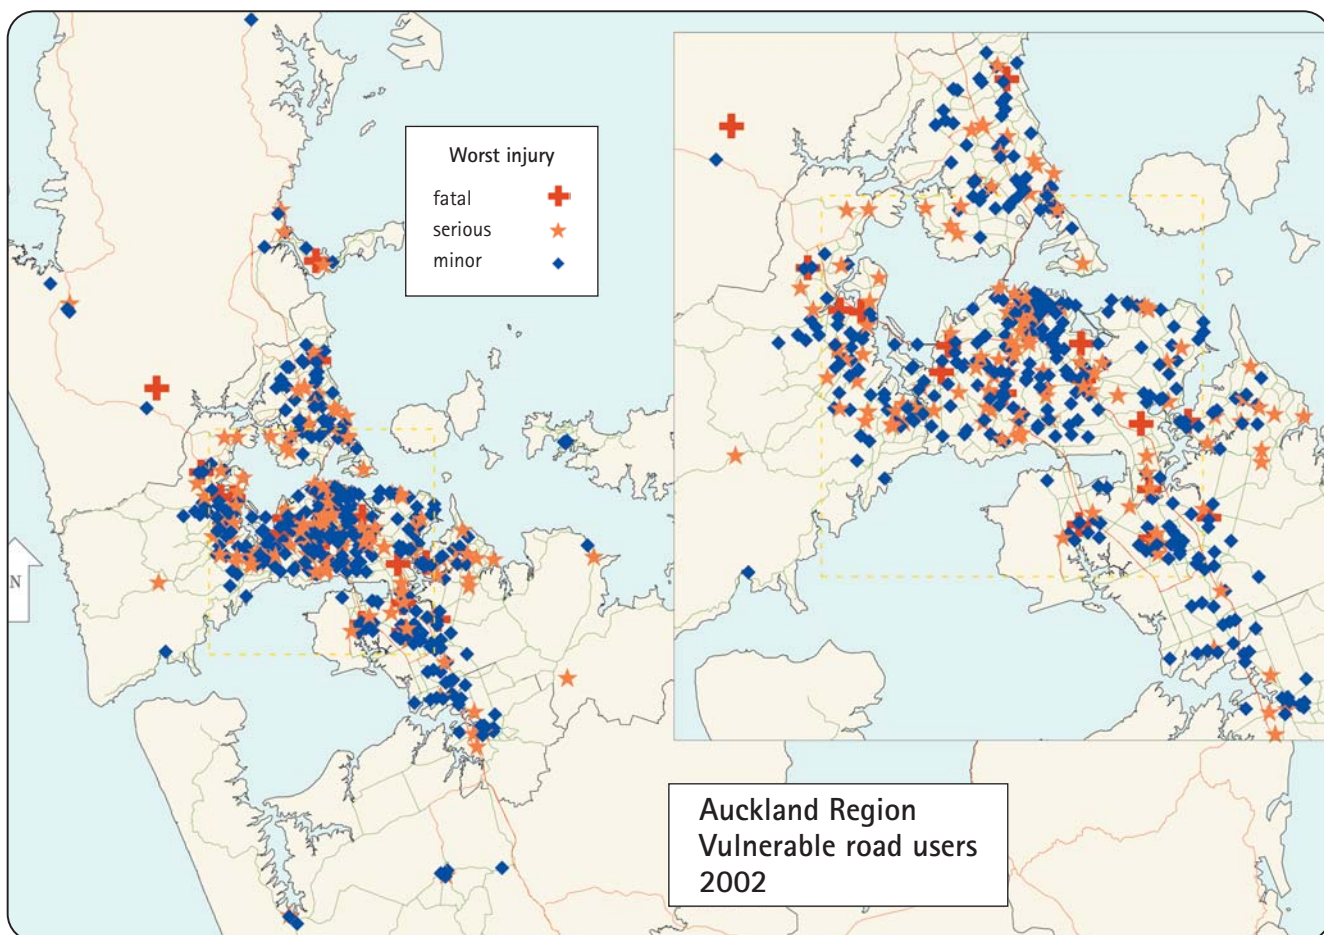 Worst injury
fatal
serious
minor
N
Auckland Region
Vulnerable road users
2002